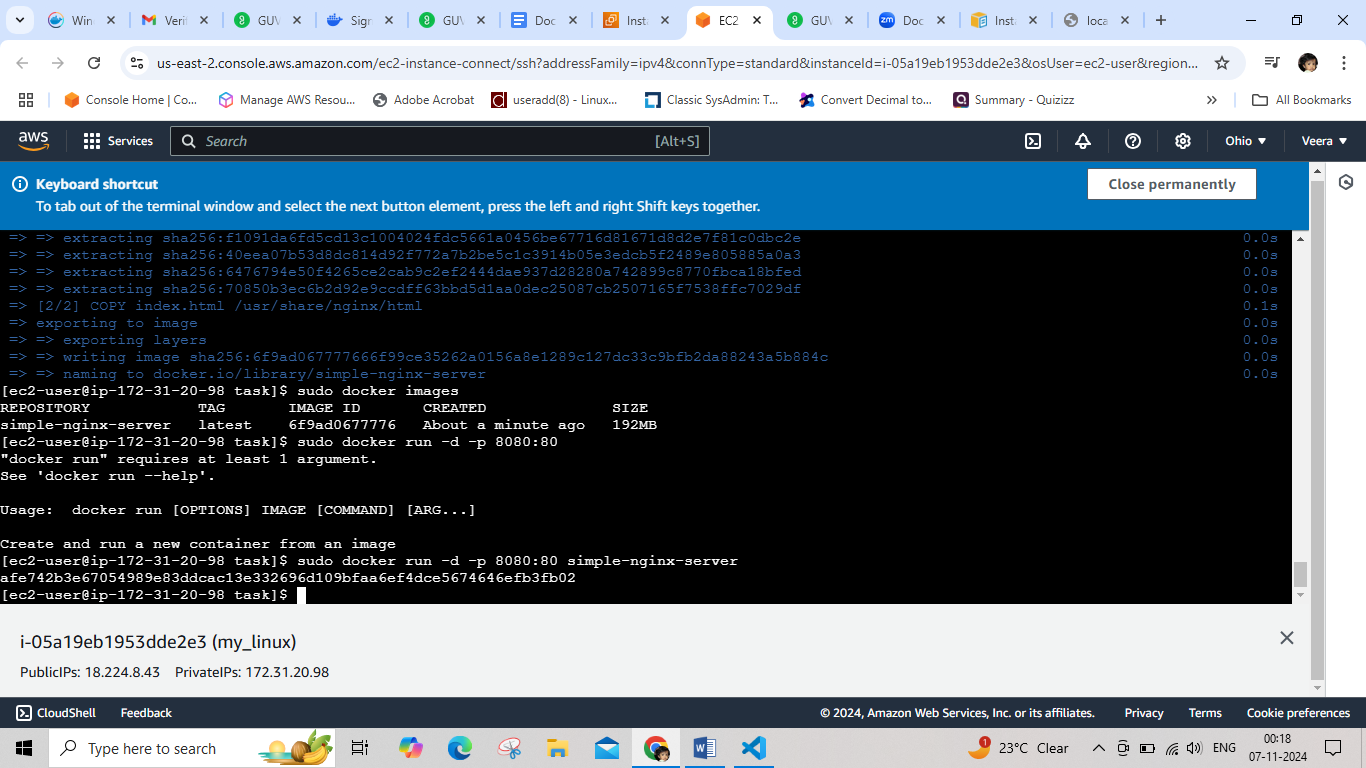 Win
Veri
GUV
Sign
GUV
Doc
Insta
EC2
GUV
zm
Doc
Inst
loca
us-east-2.console.aws.amazon.com/ec2-instance-connect/ssh?addressFamily=ipv4&connType=standard&instanceId=i-05a19eb1953dde2e3&osUser=ec2-user&region...
Console Home | Co...
Manage AWS Resou...
Adobe Acrobat
useradd(8) - Linux...
Classic SysAdmin: T...
Convert Decimal to...
Summary - Quizizz
All Bookmarks
aws
Services
Search
[Alt+S]
Ohio
Veera
Keyboard shortcut
To tab out of the terminal window and select the next button element, press the left and right Shift keys together.
Close permanently
=> => extracting sha256:f1091da6fd5cd13c1004024fdc5661a0456be67716d81671d8d2e7f81c0dbc2e 0.0s
=> => extracting sha256:40eea07b53d8dc814d92f772a7b2be5c1c3914b05e3edcb5f2489e805885a0a3 0.0s
=> => extracting sha256:6476794e50f4265ce2cab9c2ef2444dae937d28280a742899c8770fbca18bfed 0.0s
=> => extracting sha256:70850b3ec6b2d92e9ccdff63bbd5d1aa0dec25087cb2507165f7538ffc7029df 0.0s
=> [2/2] COPY index.html /usr/share/nginx/html 0.1s
=> exporting to image 0.0s
=> => exporting layers 0.0s
=> => writing image sha256:6f9ad067777666f99ce35262a0156a8e1289c127dc33c9bfb2da88243a5b884c 0.0s
=> => naming to docker.io/library/simple-nginx-server 0.0s
[ec2-user@ip-172-31-20-98 task]$ sudo docker images
REPOSITORY TAG IMAGE ID CREATED SIZE
simple-nginx-server latest 6f9ad0677776 About a minute ago 192MB
[ec2-user@ip-172-31-20-98 task]$ sudo docker run -d -p 8080:80
"docker run" requires at least 1 argument.
See 'docker run --help'.
Usage: docker run [OPTIONS] IMAGE [COMMAND] [ARG...]
Create and run a new container from an image
[ec2-user@ip-172-31-20-98 task]$ sudo docker run -d -p 8080:80 simple-nginx-server
afe742b3e67054989e83ddcac13e332696d109bfaa6ef4dce5674646efb3fb02
[ec2-user@ip-172-31-20-98 task]$
i-05a19eb1953dde2e3 (my_linux)
PublicIPs: 18.224.8.43 PrivateIPs: 172.31.20.98
CloudShell
Feedback
© 2024, Amazon Web Services, Inc. or its affiliates.
Privacy
Terms
Cookie preferences
Type here to search
1
23°C Clear
ENG
00:18
07-11-2024